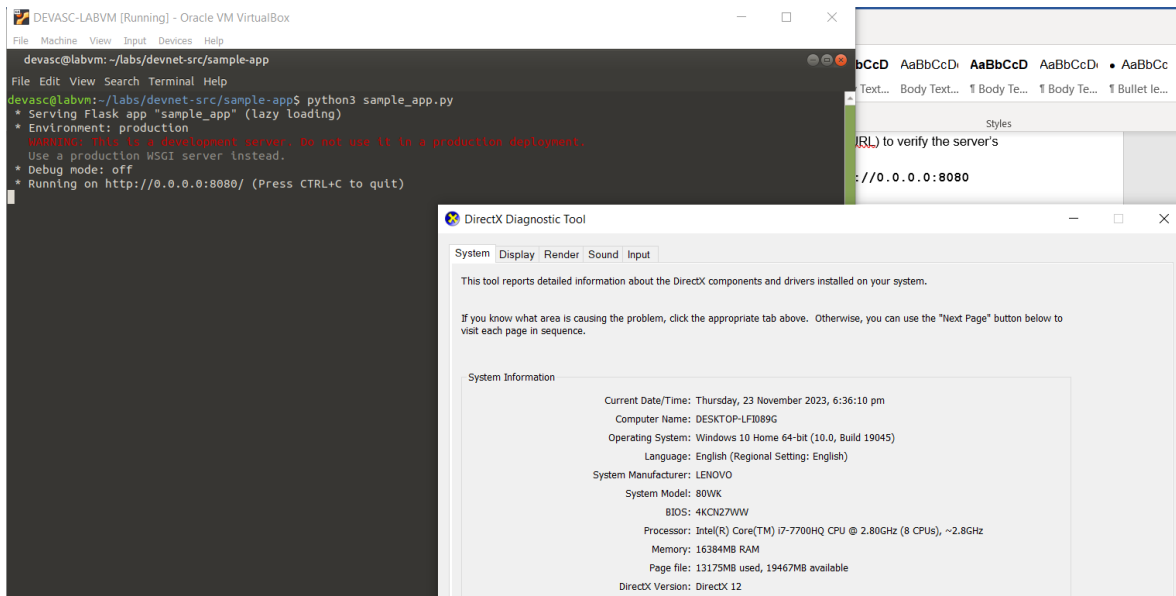 DEVASC-LABVM [Running] - Oracle VM VirtualBox
File Machine View Input Devices Help
devasc@labvm: ~/labs/devnet-src/sample-app
File Edit View Search Terminal Help
devasc@labvm:~/labs/devnet-src/sample-app$ python3 sample_app.py
* Serving Flask app "sample_app" (lazy loading)
* Environment: production
WARNING: This is a development server. Do not use it in a production deployment.
Use a production WSGI server instead.
* Debug mode: off
* Running on http://0.0.0.0:8080/ (Press CTRL+C to quit)
bCcD AaBbCcD AaBbCcD AaBbCcD • AaBbCc
Text... Body Text... ¶ Body Te... ¶ Body Te... ¶ Bullet le...
Styles
URL) to verify the server's
://0.0.0.0:8080
DirectX Diagnostic Tool
System Display Render Sound Input
This tool reports detailed information about the DirectX components and drivers installed on your system.
If you know what area is causing the problem, click the appropriate tab above. Otherwise, you can use the "Next Page" button below to
visit each page in sequence.
System Information
Current Date/Time: Thursday, 23 November 2023, 6:36:10 pm
Computer Name: DESKTOP-LFI089G
Operating System: Windows 10 Home 64-bit (10.0, Build 19045)
Language: English (Regional Setting: English)
System Manufacturer: LENOVO
System Model: 80WK
BIOS: 4KCN27WW
Processor: Intel(R) Core(TM) i7-7700HQ CPU @ 2.80GHz (8 CPUs), ~2.8GHz
Memory: 16384MB RAM
Page file: 13175MB used, 19467MB available
DirectX Version: DirectX 12